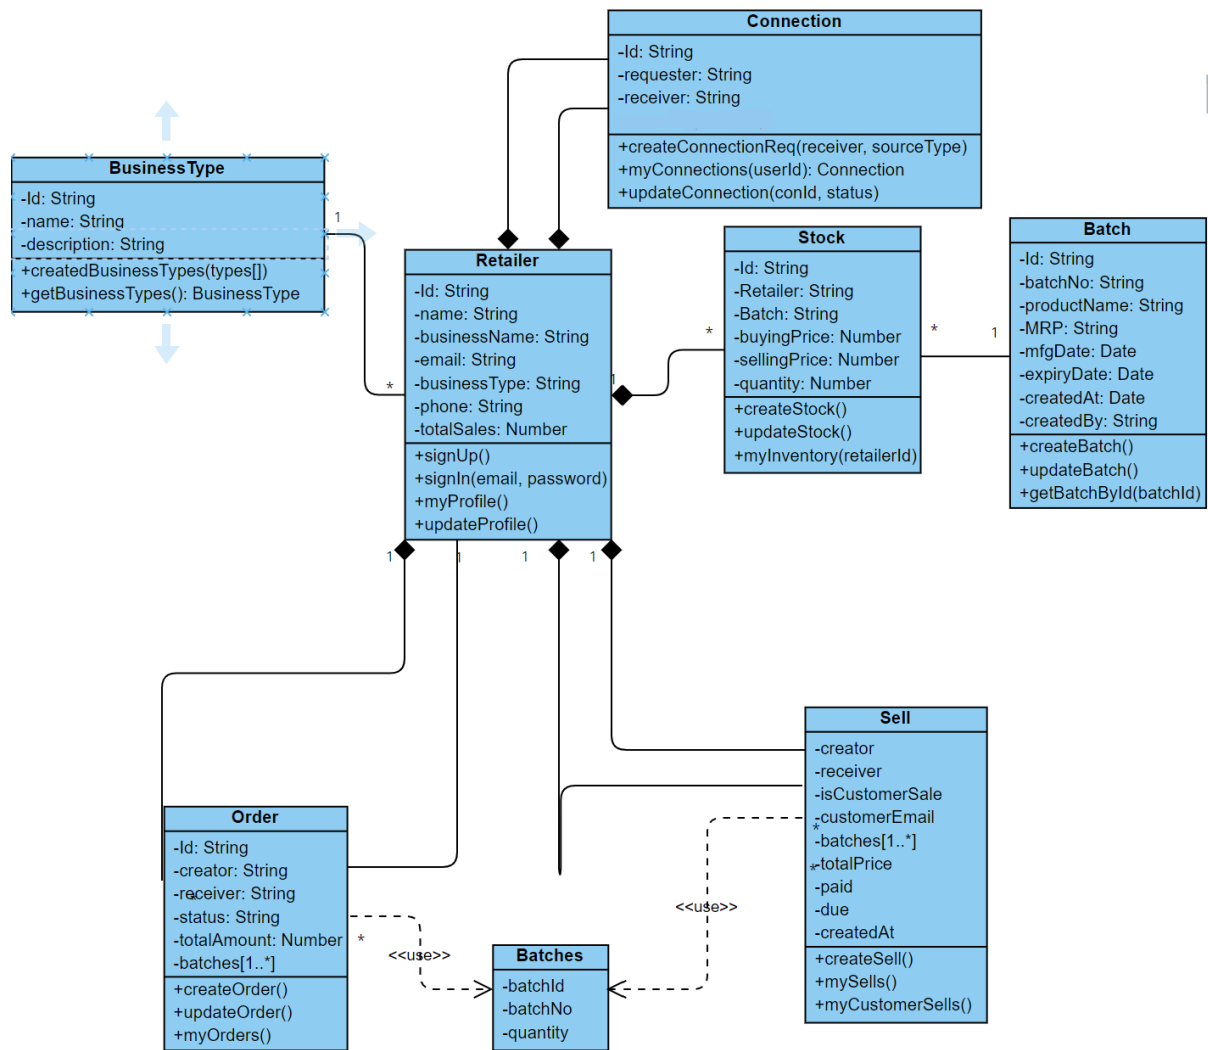 Connection
-Id: String
-requester: String
-receiver: String
+createConnectionReq(receiver, sourceType)
+myConnections(userId): Connection
+updateConnection(conId, status)
BusinessType
-Id: String
-name: String
-description: String
+createdBusinessTypes(types[])
+getBusinessTypes(): BusinessType
1
*
Retailer
-Id: String
-name: String
-businessName: String
-email: String
-businessType: String
-phone: String
-totalSales: Number
+signUp()
+signIn(email, password)
+myProfile()
+updateProfile()
1
*
Stock
-Id: String
-Retailer: String
-Batch: String
-buyingPrice: Number
-sellingPrice: Number
-quantity: Number
+createStock()
+updateStock()
+myInventory(retailerId)
*
1
Batch
-Id: String
-batchNo: String
-productName: String
-MRP: String
-mfgDate: Date
-expiryDate: Date
-createdAt: Date
-createdBy: String
+createBatch()
+updateBatch()
+getBatchById(batchId)
1
1
1
1
Order
-Id: String
-creator: String
-receiver: String
*
-status: String
-totalAmount: Number
-batches[1..*]
+createOrder()
+updateOrder()
+myOrders()
*
<<use>>
Batches
-batchId
-batchNo
-quantity
<<use>>
Sell
-creator
-receiver
-isCustomerSale
-customerEmail
*
-batches[1..*]
*
-totalPrice
-paid
-due
-createdAt
+createSell()
+mySells()
+myCustomerSells()